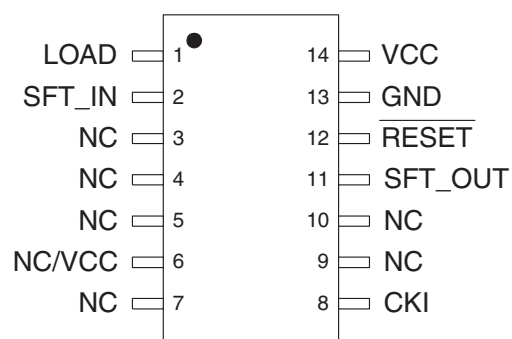 LOAD 1 14 VCC
SFT_IN 2 13 GND
NC 3 12 RESET
NC 4 11 SFT_OUT
NC 5 10 NC
NC/VCC 6 9 NC
NC 7 8 CKI